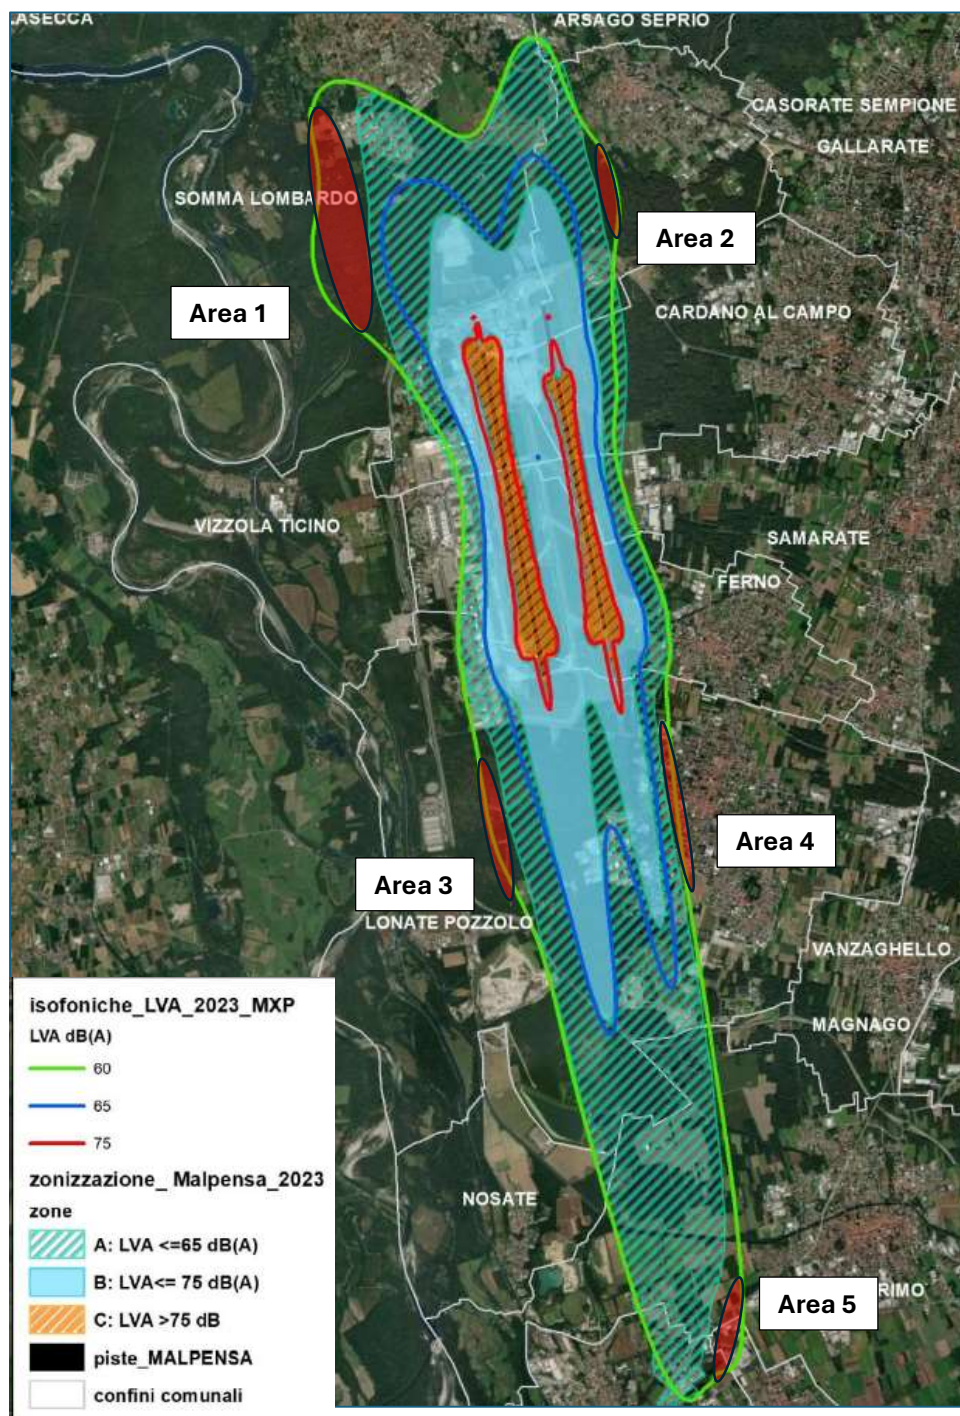 LASECCA
ARSAGO SEPRIO
CASORATE SEMPIONE
GALLARATE
SOMMA LOMBARDO
Area 2
Area 1
CARDANO AL CAMPO
VIZZOLA TICINO
SAMARATE
FERNO
Area 4
Area 3
LONATE POZZOLO
VANZAGHELLO
MAGNAGO
NOSATE
Area 5
RIMO
isofoniche_LVA_2023_MXP
LVA dB(A)
60
65
75
zonizzazione_ Malpensa_2023
zone
A: LVA <=65 dB(A)
B: LVA<= 75 dB(A)
C: LVA >75 dB
piste_MALPENSA
confini comunali